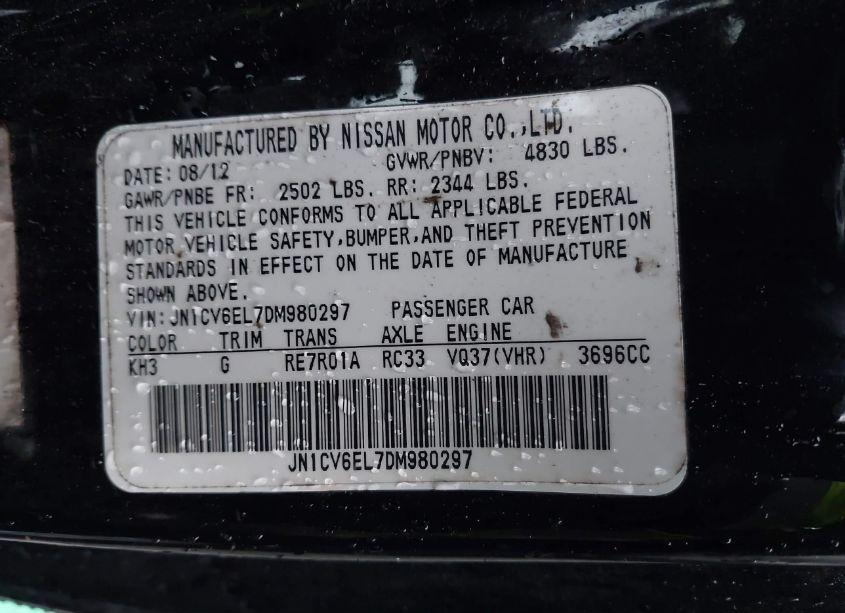 MANUFACTURED BY NISSAN MOTOR CO.,LTD.
DATE: 08/12 GVWR/PNBV: 4830 LBS.
GAWR/PNBE FR: 2502 LBS. RR: 2344 LBS.
THIS VEHICLE CONFORMS TO ALL APPLICABLE FEDERAL
MOTOR VEHICLE SAFETY,BUMPER,AND THEFT PREVENTION
STANDARDS IN EFFECT ON THE DATE OF MANUFACTURE
SHOWN ABOVE.
VIN:JN1CV6EL7DM980297 PASSENGER CAR
COLOR TRIM TRANS AXLE ENGINE
KH3 G RE7R01A RC33 VQ37(VHR) 3696CC
JN1CV6EL7DM980297